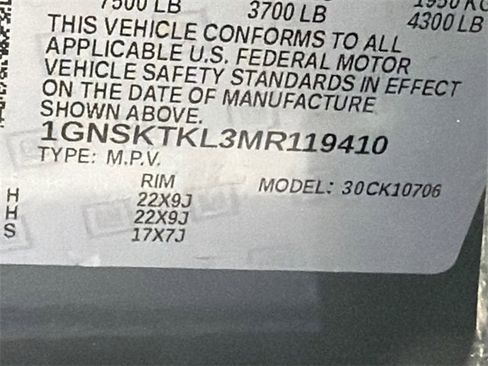 7500 LB 3700 LB 4300 LB
THIS VEHICLE CONFORMS TO ALL
APPLICABLE U.S. FEDERAL MOTOR
VEHICLE SAFETY STANDARDS IN EFFECT
ON THE DATE OF MANUFACTURE
SHOWN ABOVE.
1GNSKTKL3MR119410
TYPE: M.P.V.
RIM MODEL: 30CK10706
H 22X9J
H 22X9J
S 17X7J